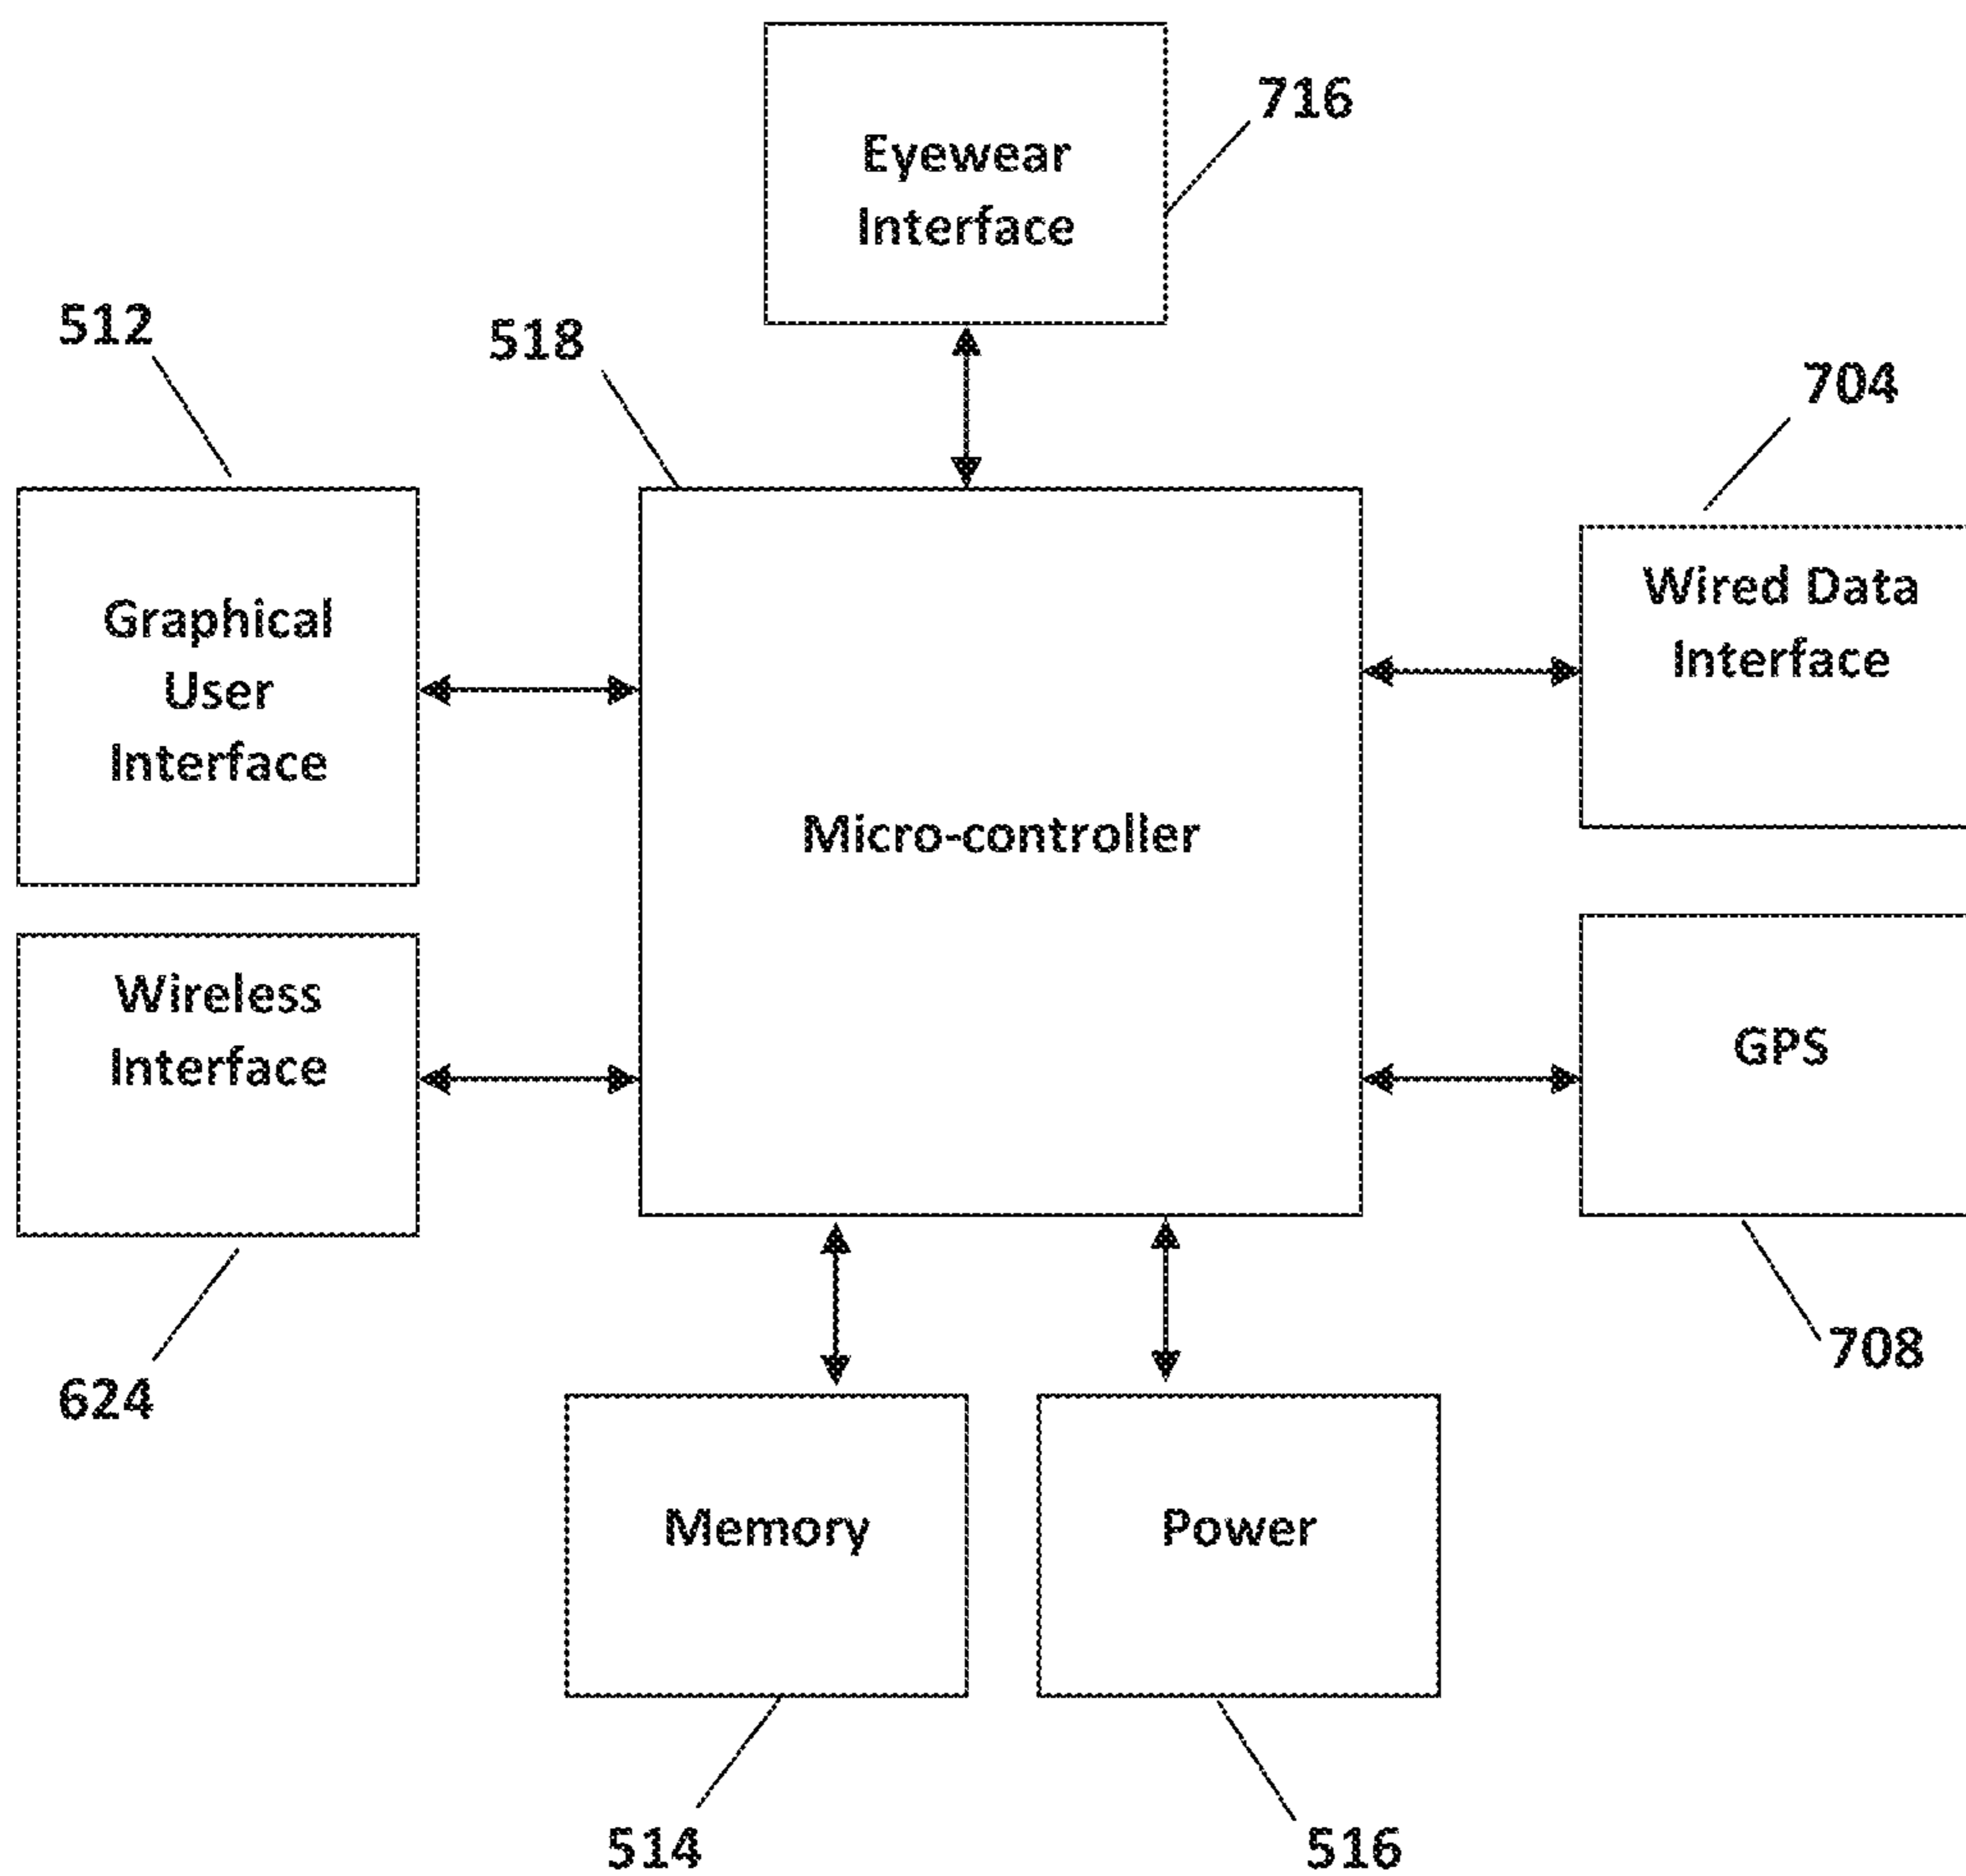 716
Eyewear
Interface
512
518
704
Graphical
User
Interface
Wired Data
Interface
Micro-controller
Wireless
Interface
GPS
624
708
Memory
Power
514
516